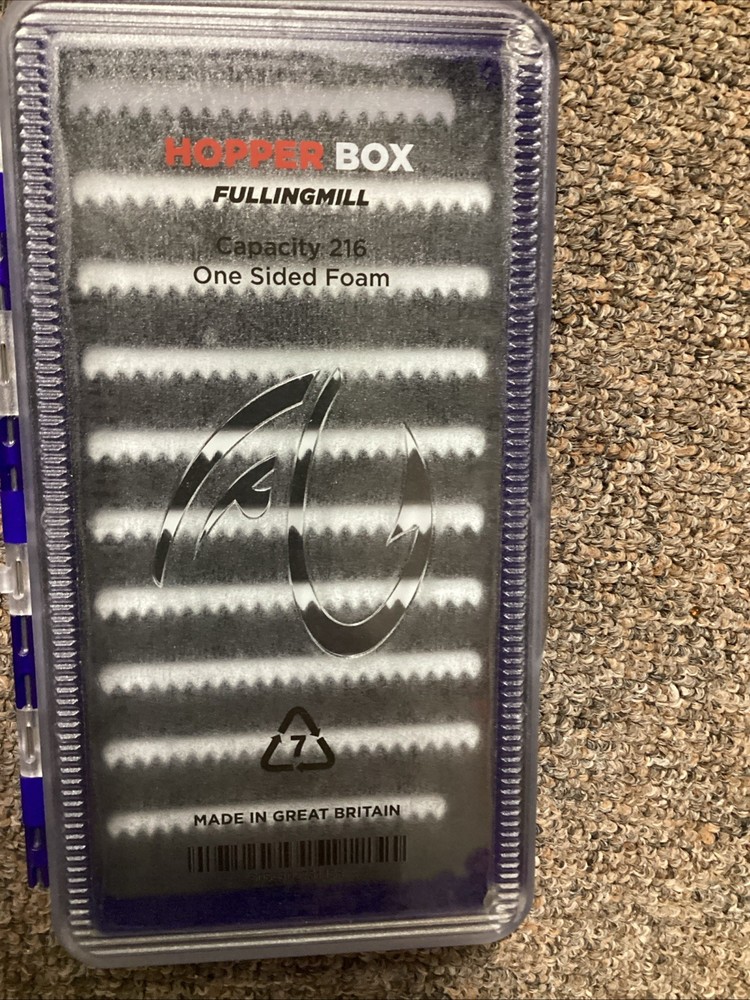 HOPPER BOX
FULLINGMILL
Capacity 216
One Sided Foam
7
MADE IN GREAT BRITAIN